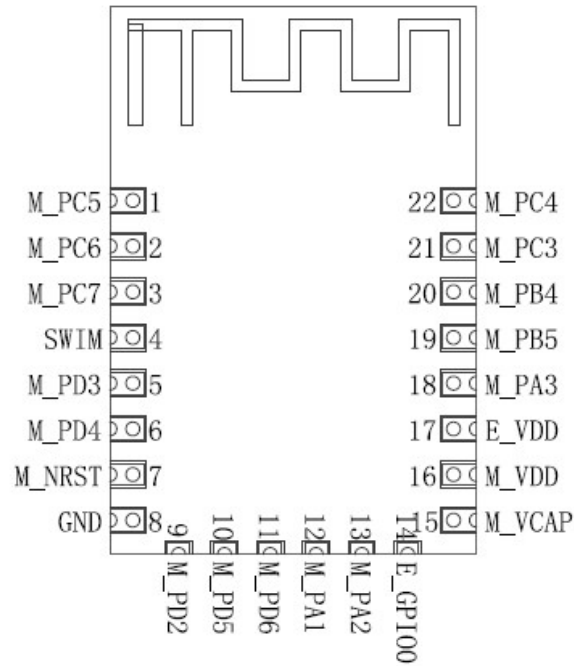 M_PC5 1 22 M_PC4
M_PC6 2 21 M_PC3
M_PC7 3 20 M_PB4
SWIM 4 19 M_PB5
M_PD3 5 18 M_PA3
M_PD4 6 17 E_VDD
M_NRST 7 16 M_VDD
GND 8 15 M_VCAP
9 M_PD2
10 M_PD5
11 M_PD6
12 M_PA1
13 M_PA2
14 E_GPIO0